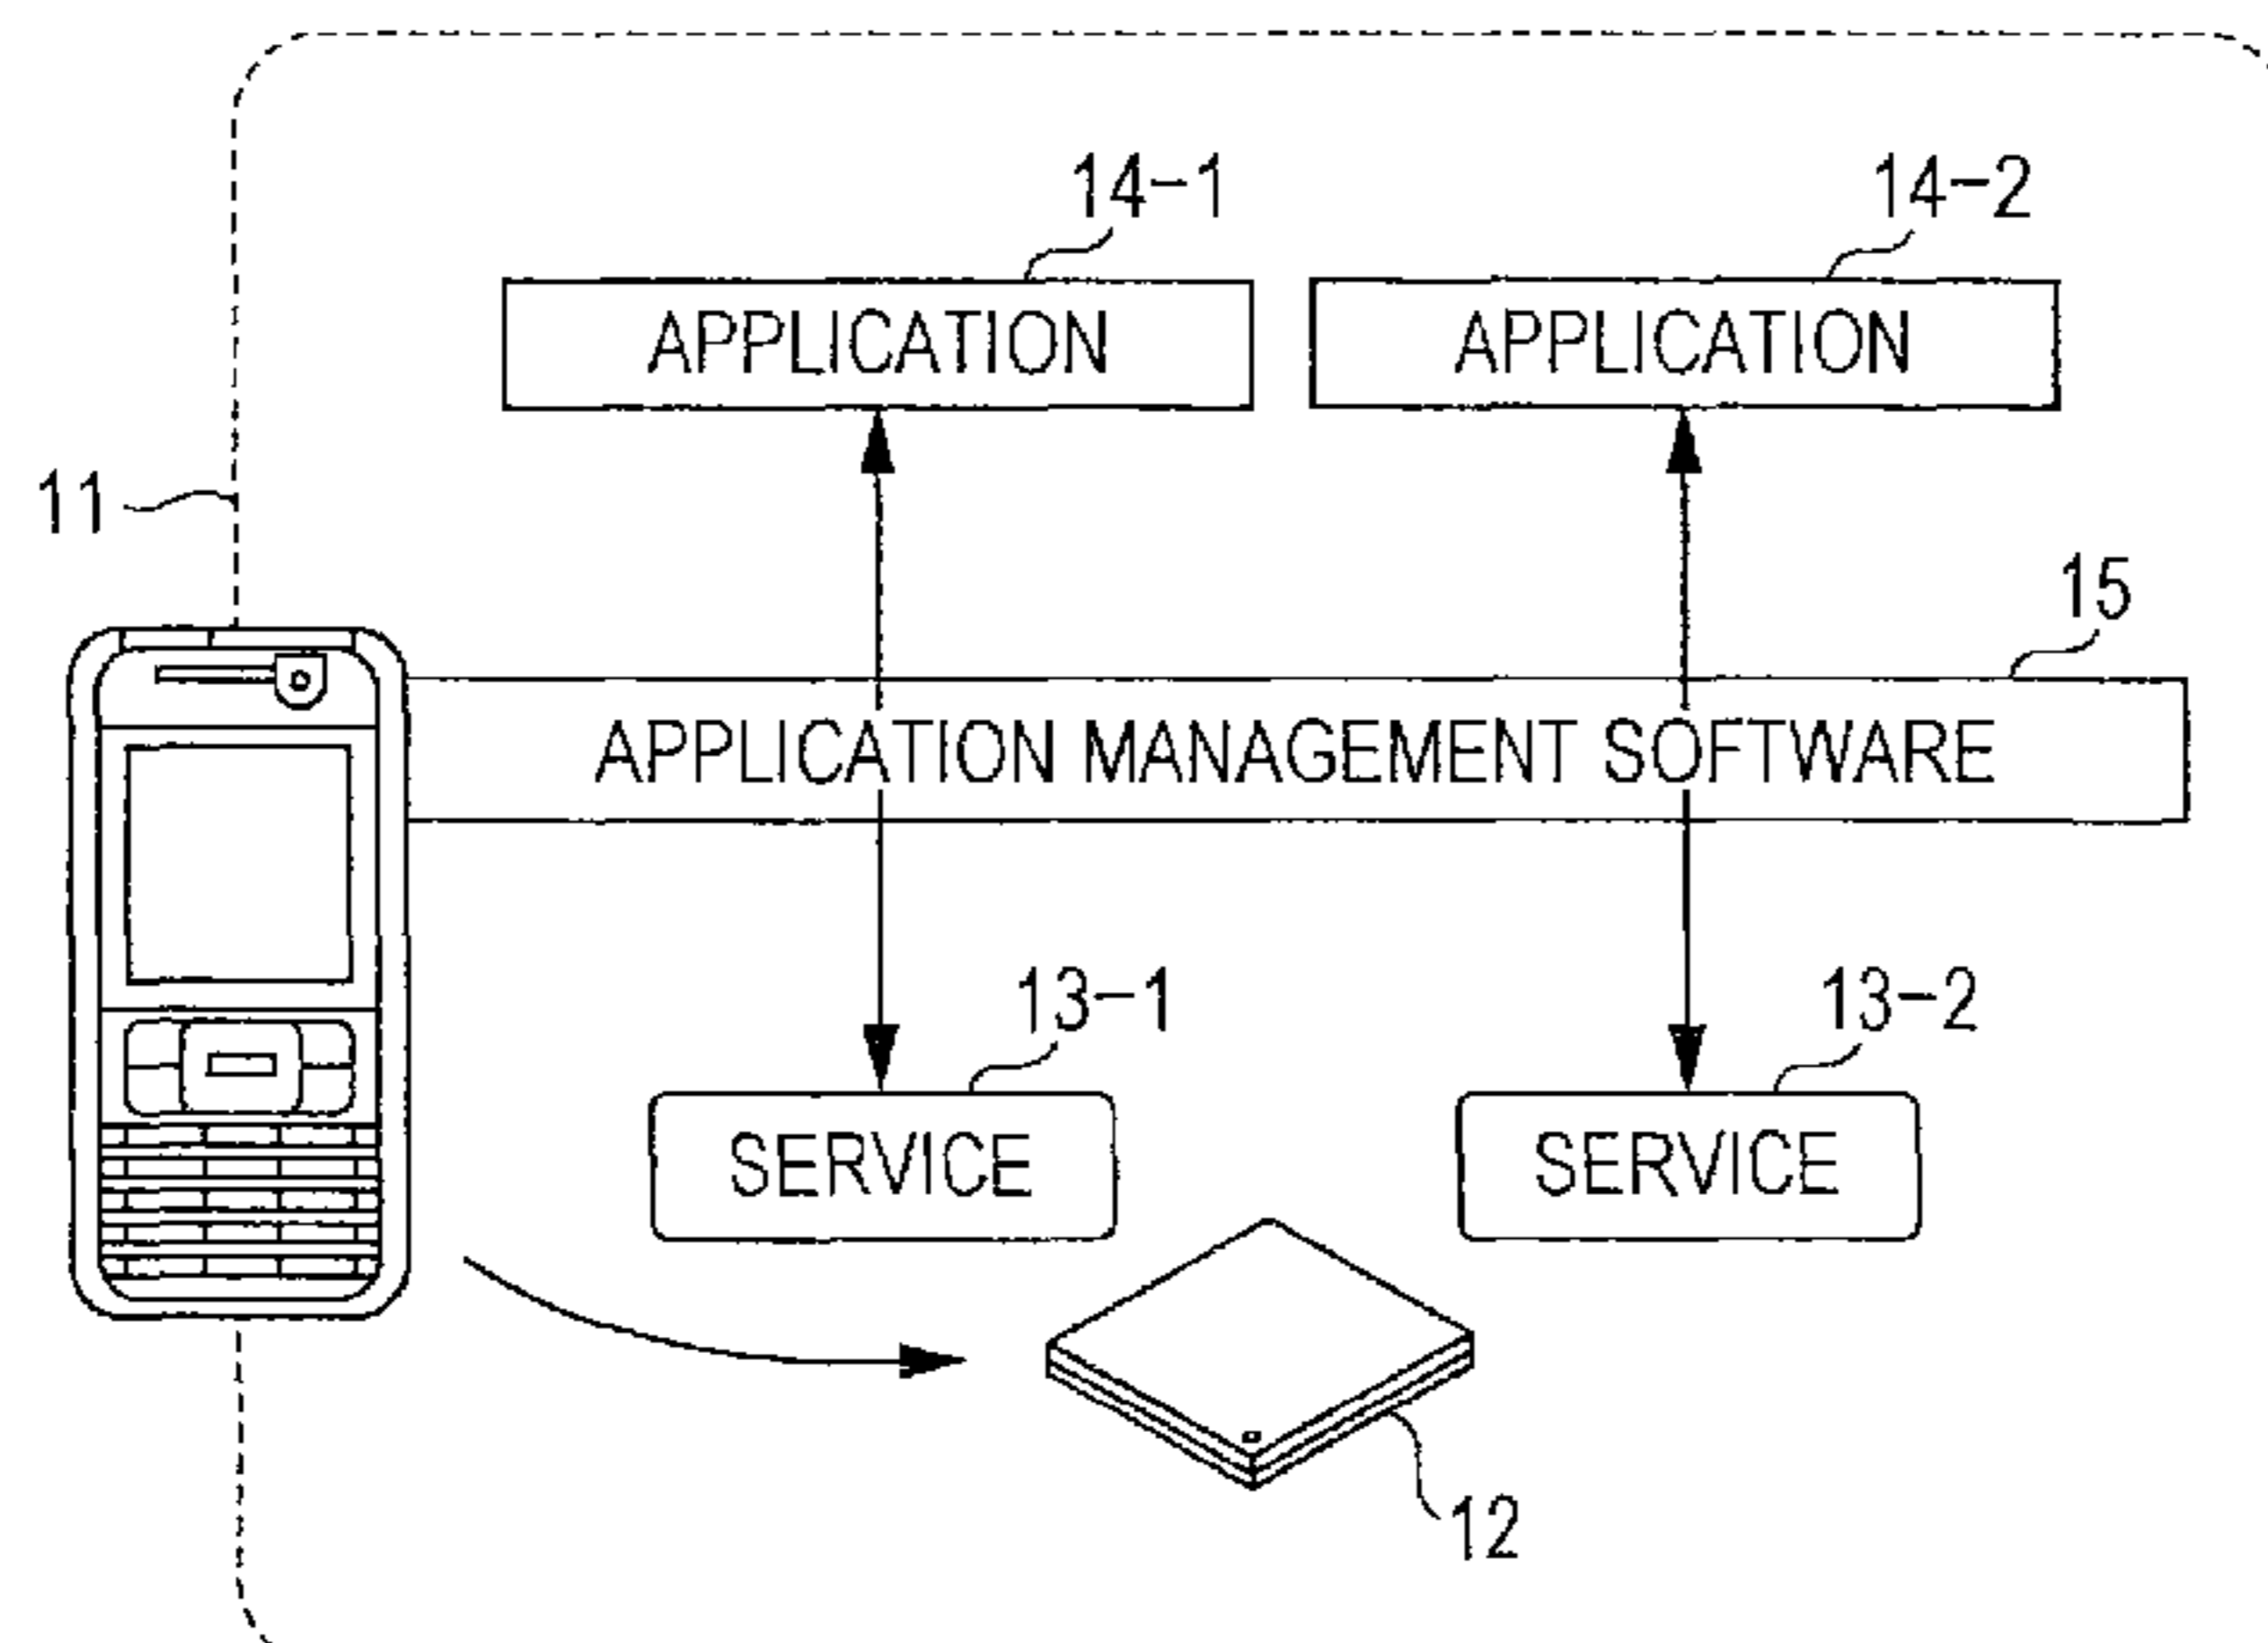 14-1
14-2
APPLICATION
APPLICATION
11
15
APPLICATION MANAGEMENT SOFTWARE
13-1
13-2
SERVICE
SERVICE
12